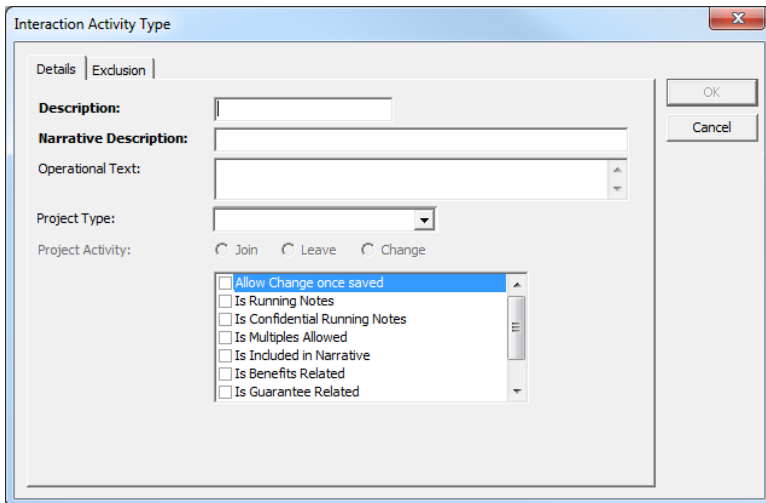 Interaction Activity Type
Details Exclusion
OK
Description:
Cancel
Narrative Description:
Operational Text:
Project Type:
Project Activity: Join Leave Change
Allow Change once saved
Is Running Notes
Is Confidential Running Notes
Is Multiples Allowed
Is Included in Narrative
Is Benefits Related
Is Guarantee Related